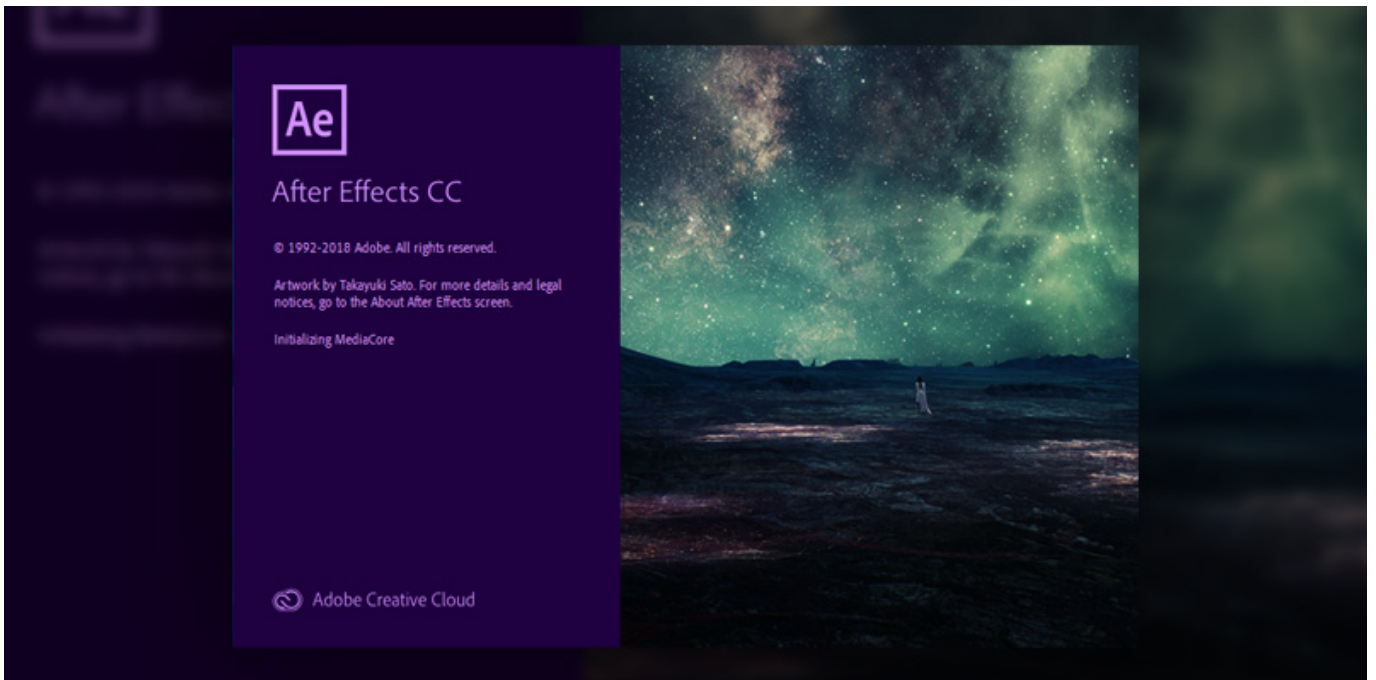 Ae
After Effects CC
© 1992-2018 Adobe. All rights reserved.
Artwork by Takayuki Sato. For more details and legal
notices, go to the About After Effects screen.
Initializing MediaCore
Adobe Creative Cloud